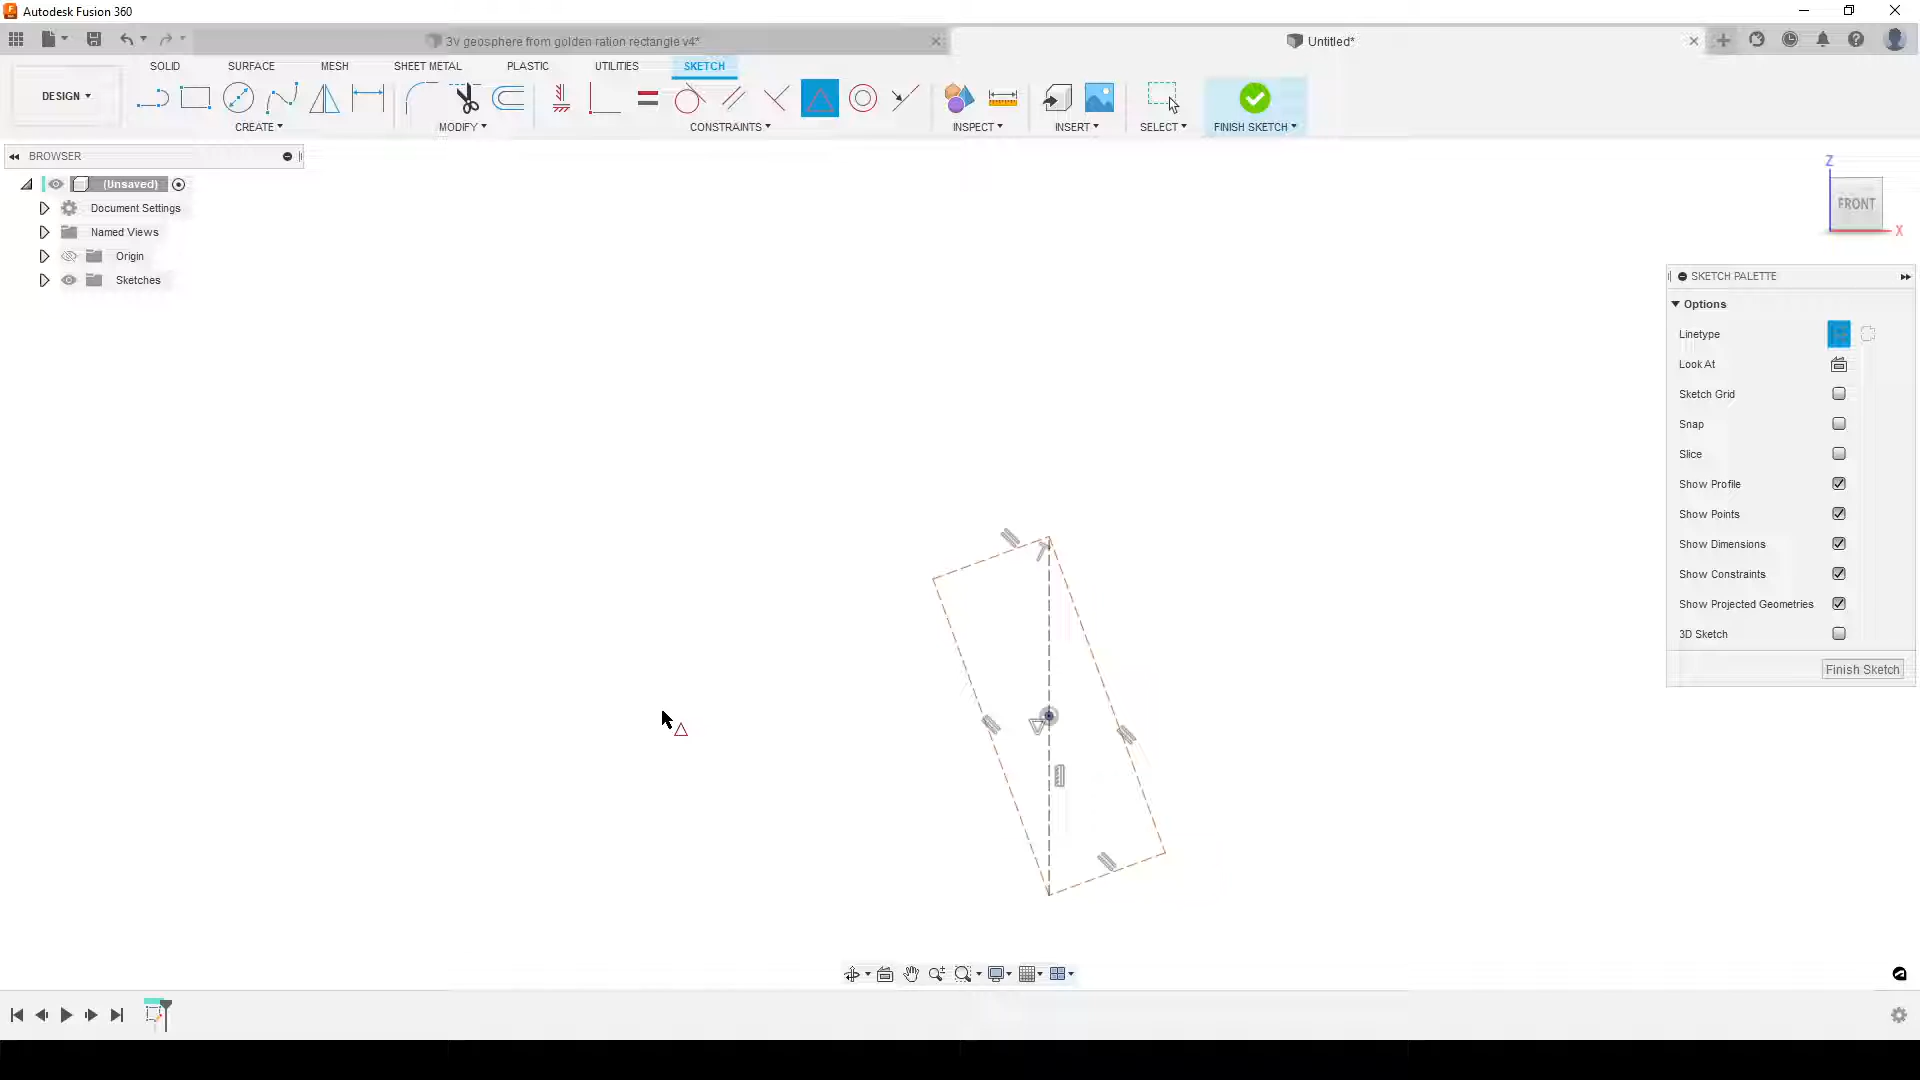 Autodesk Fusion 360
3v geosphere from golden ration rectangle v4*
Untitled*
SOLID SURFACE MESH SHEET METAL PLASTIC UTILITIES SKETCH
DESIGN
CREATE MODIFY CONSTRAINTS INSPECT INSERT SELECT FINISH SKETCH
BROWSER
(Unsaved)
Document Settings
Named Views
Origin
Sketches
Z
FRONT
X
SKETCH PALETTE
Options
Linetype
Look At
Sketch Grid
Snap
Slice
Show Profile
Show Points
Show Dimensions
Show Constraints
Show Projected Geometries
3D Sketch
Finish Sketch